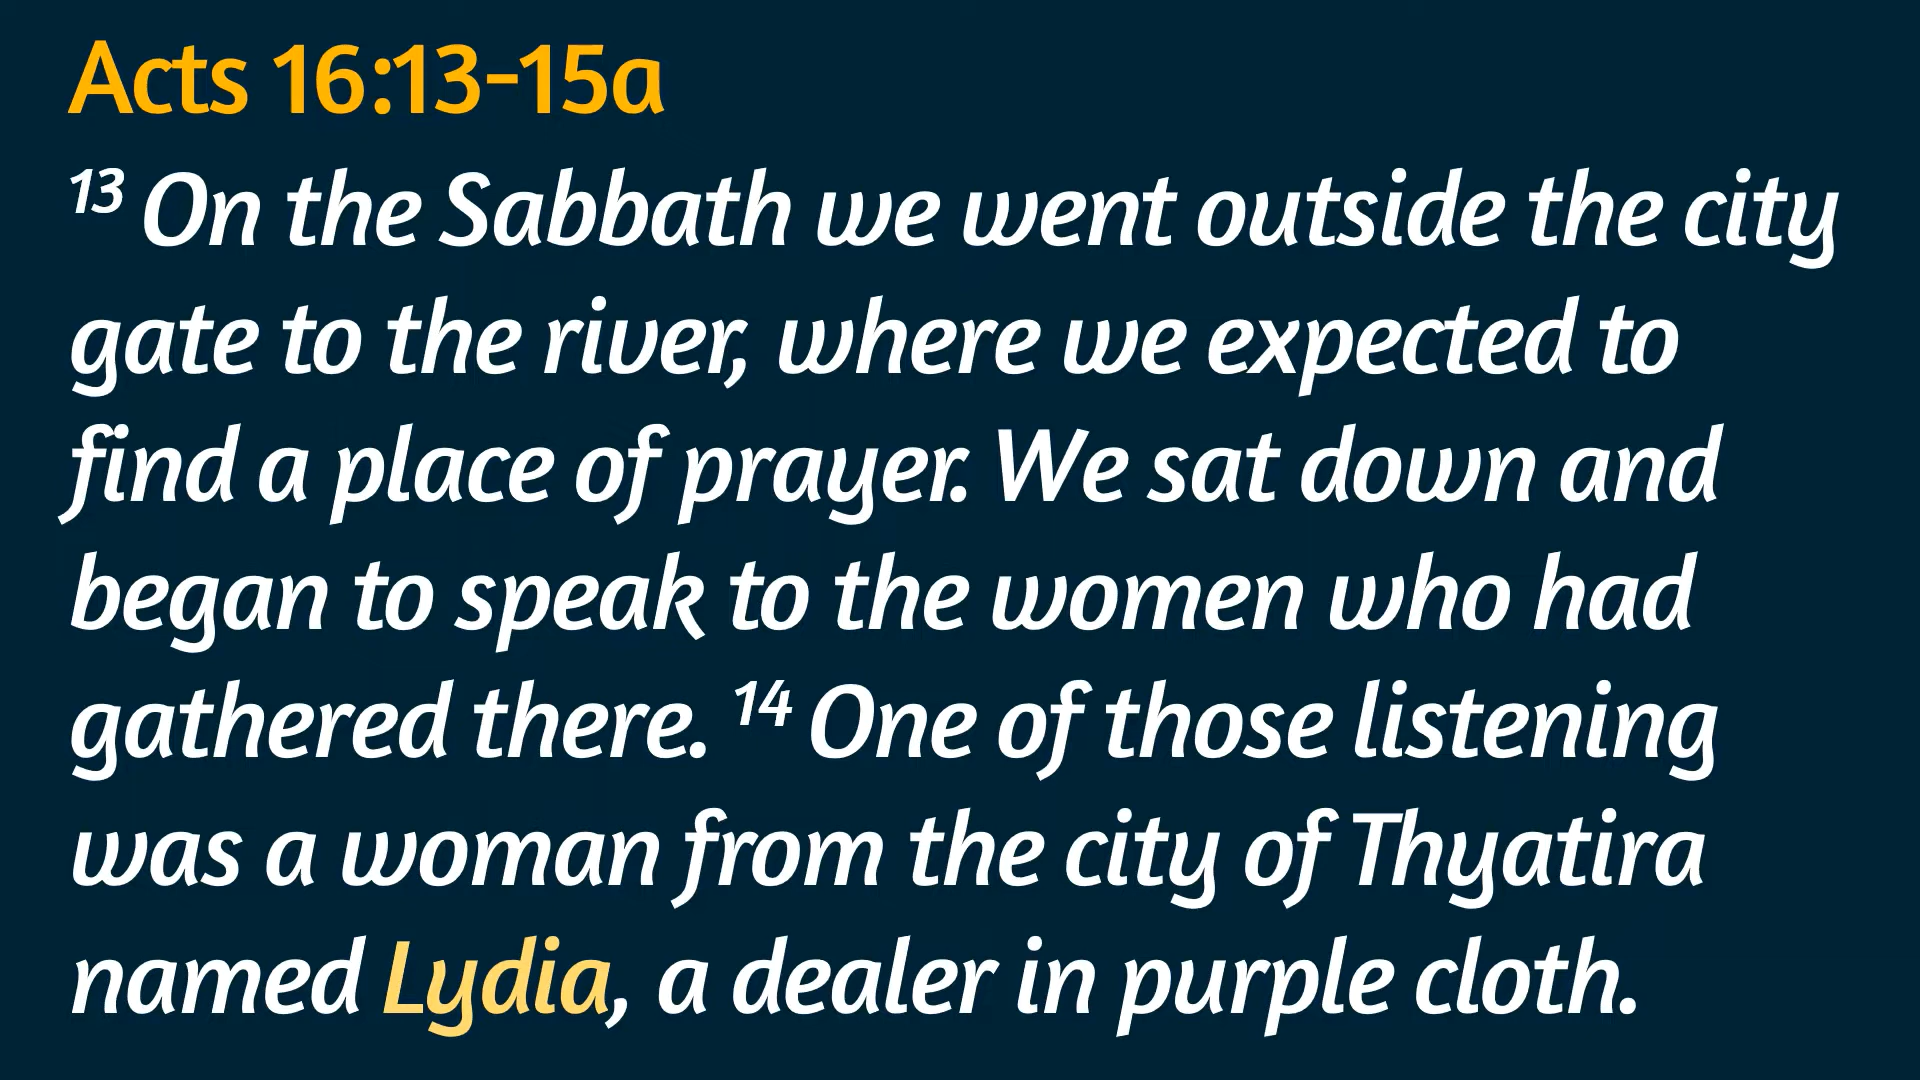 Acts 16:13-15a
13 On the Sabbath we went outside the city
gate to the river, where we expected to
find a place of prayer. We sat down and
began to speak to the women who had
gathered there. 14 One of those listening
was a woman from the city of Thyatira
named Lydia, a dealer in purple cloth.